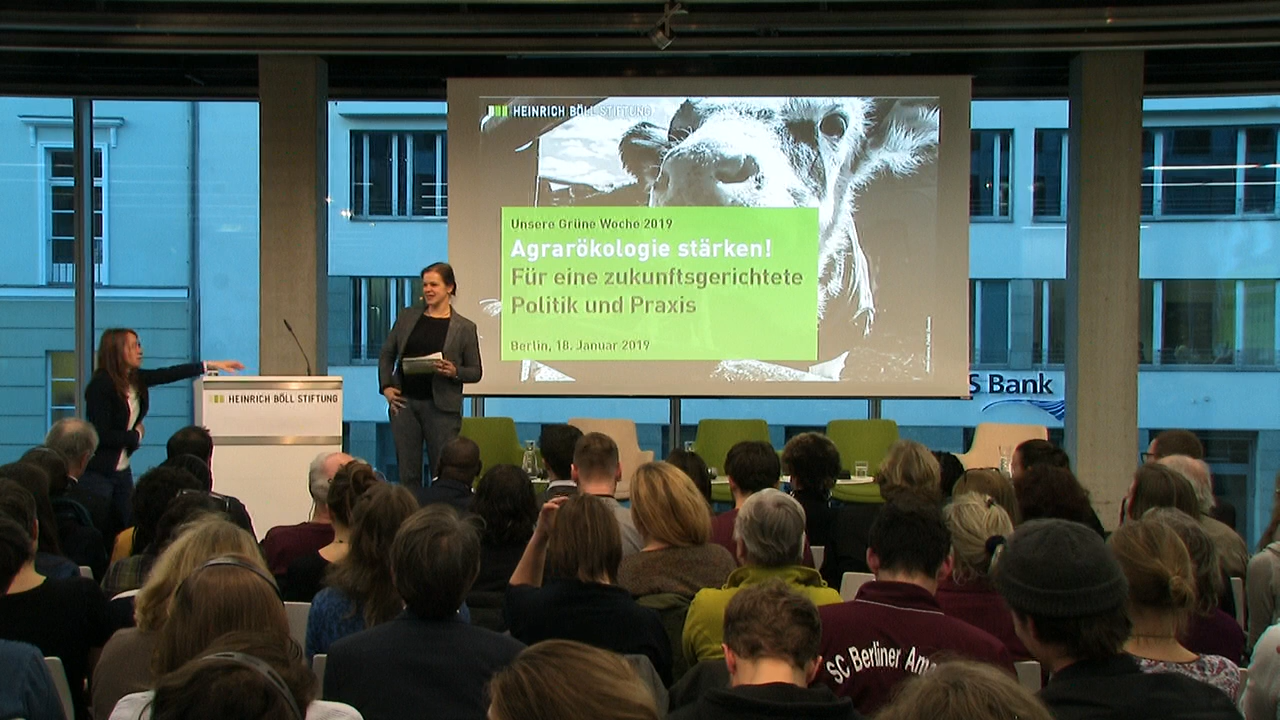 HEINRICH BÖLL STIFTUNG
Unsere Grüne Woche 2019
Agrarökologie stärken!
Für eine zukunftsgerichtete
Politik und Praxis
Berlin, 18. Januar 2019
S Bank
HEINRICH BÖLL STIFTUNG
SC Berliner Am